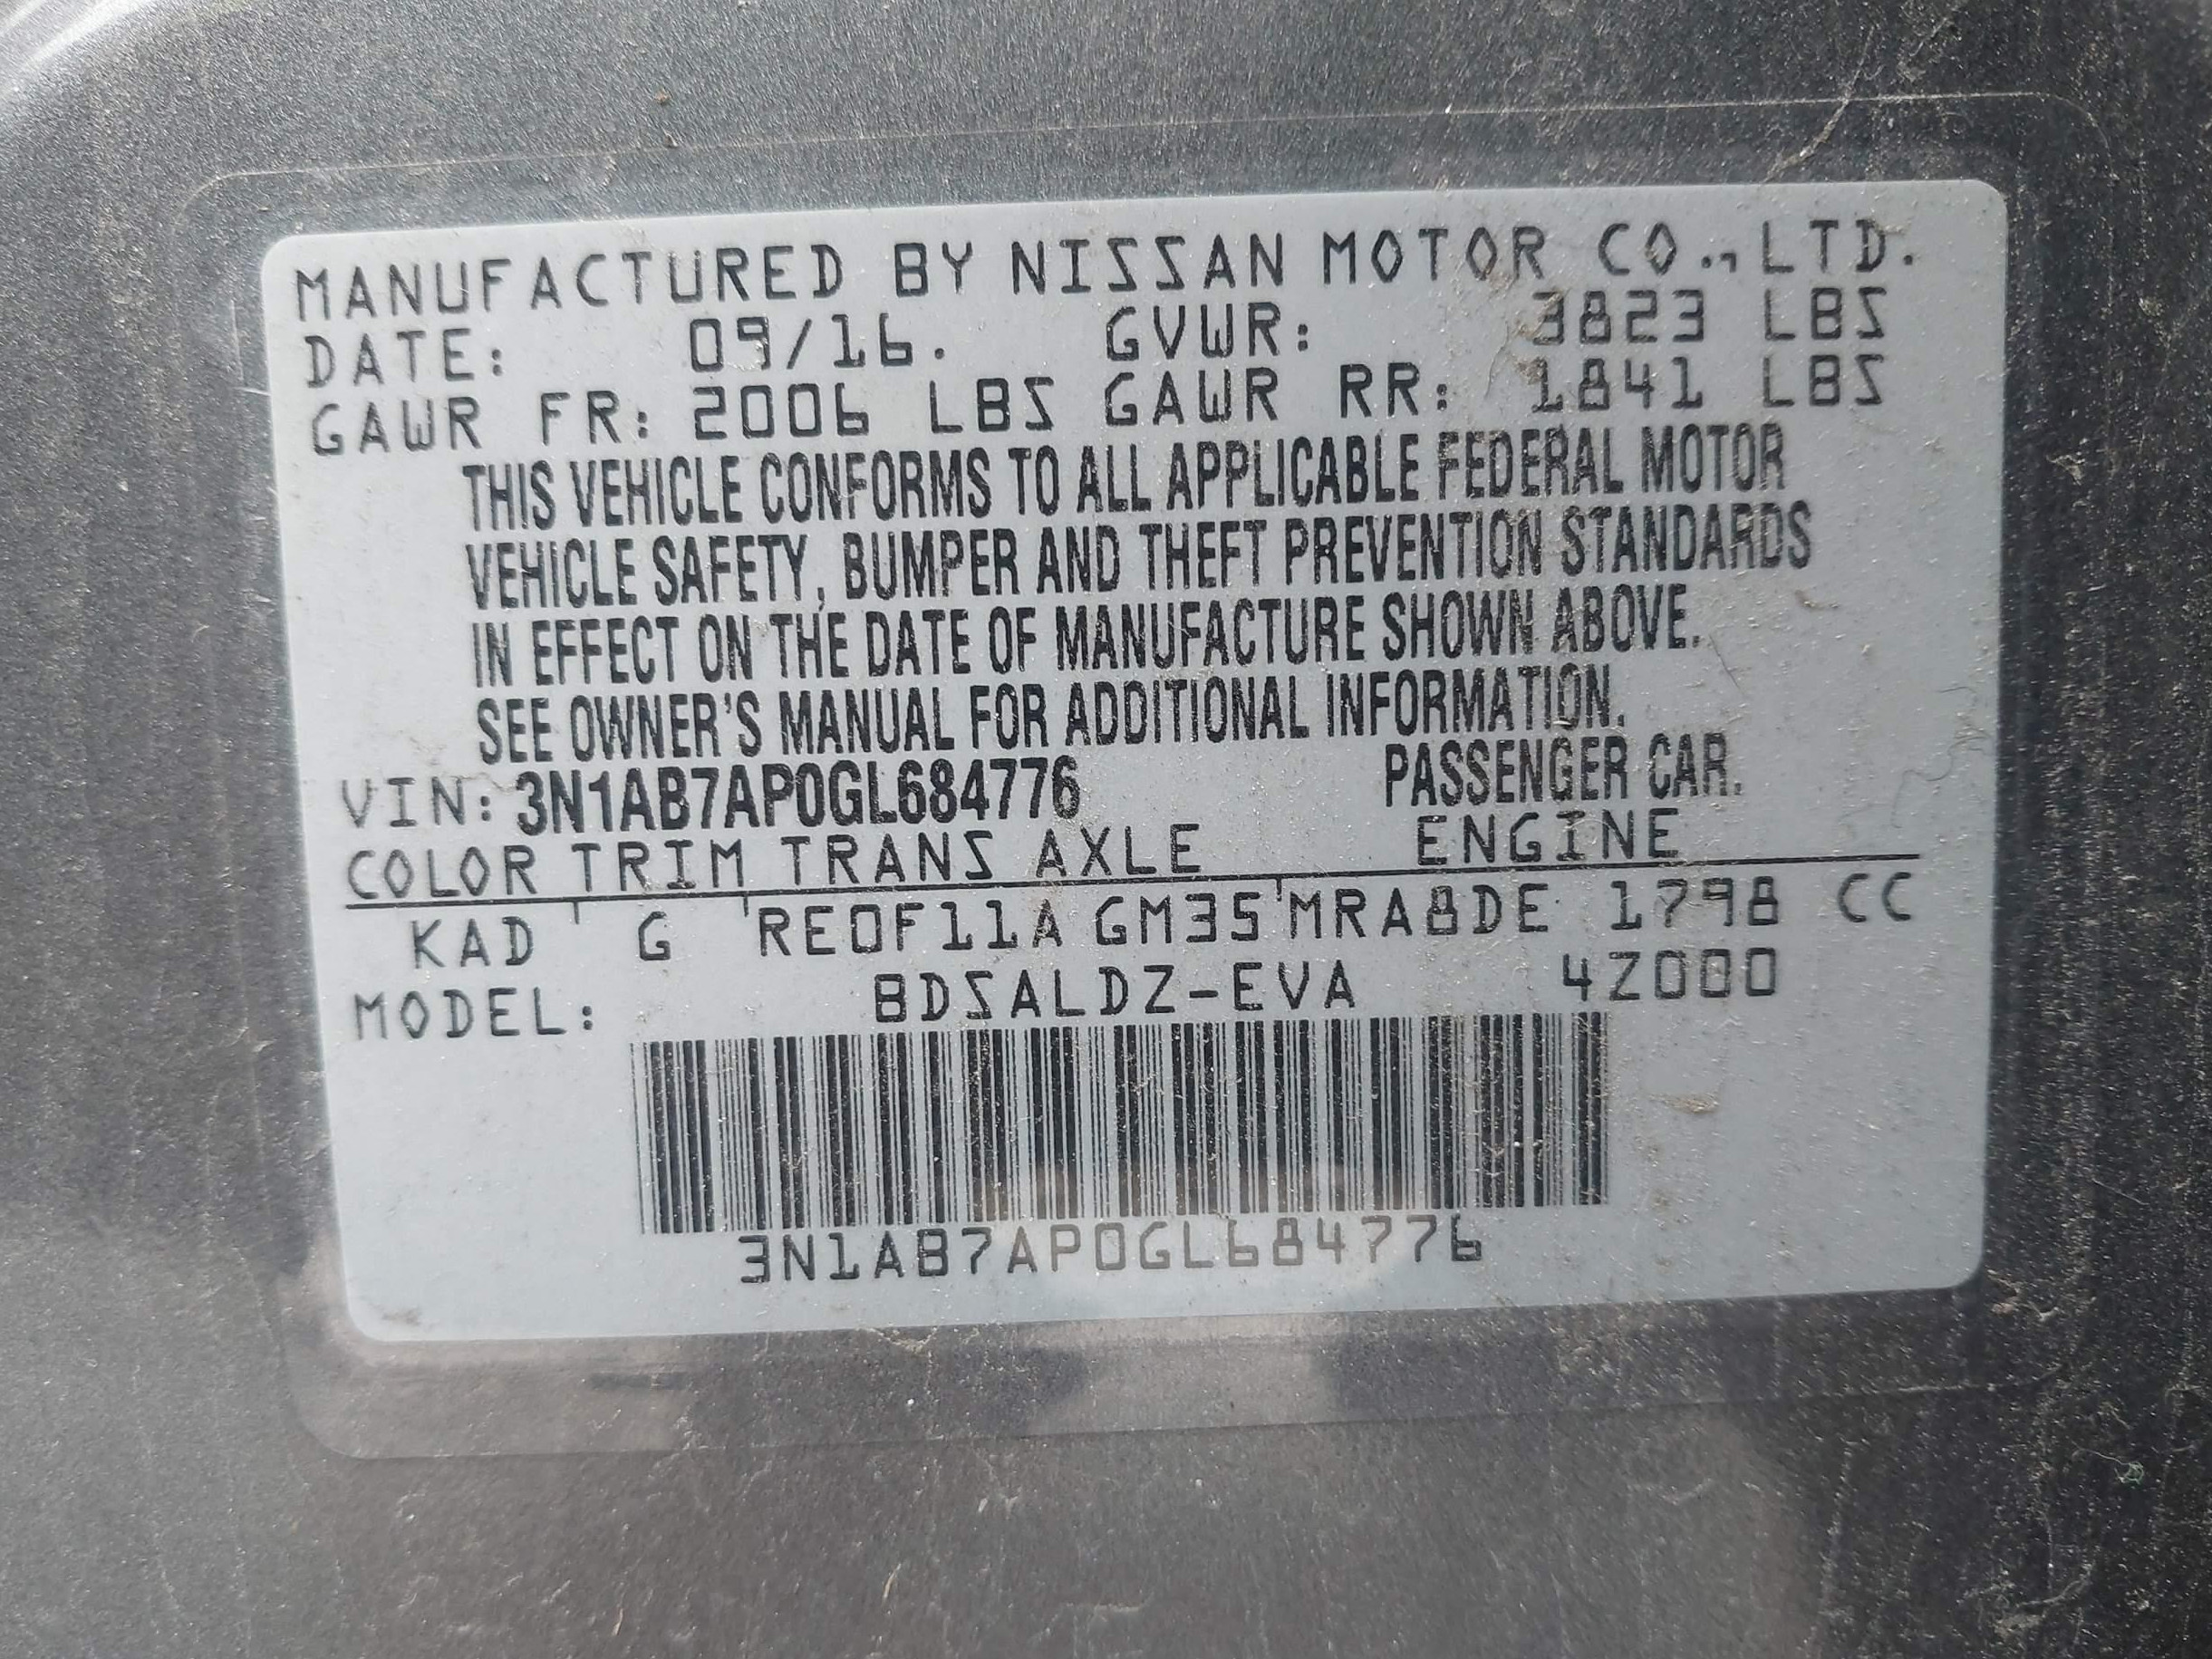 MANUFACTURED BY NISSAN MOTOR CO.,LTD.
DATE: 09/16. GVWR: 3823 LBS
GAWR FR: 2006 LBS GAWR RR: 1841 LBS
THIS VEHICLE CONFORMS TO ALL APPLICABLE FEDERAL MOTOR
VEHICLE SAFETY, BUMPER AND THEFT PREVENTION STANDARDS
IN EFFECT ON THE DATE OF MANUFACTURE SHOWN ABOVE.
SEE OWNER'S MANUAL FOR ADDITIONAL INFORMATION.
VIN: 3N1AB7AP0GL684776 PASSENGER CAR.
COLOR TRIM TRANS AXLE ENGINE
KAD G RE0F11A GM35 MRA8DE 1798 CC
MODEL: BDSALDZ-EVA 4Z000
3N1AB7AP0GL684776